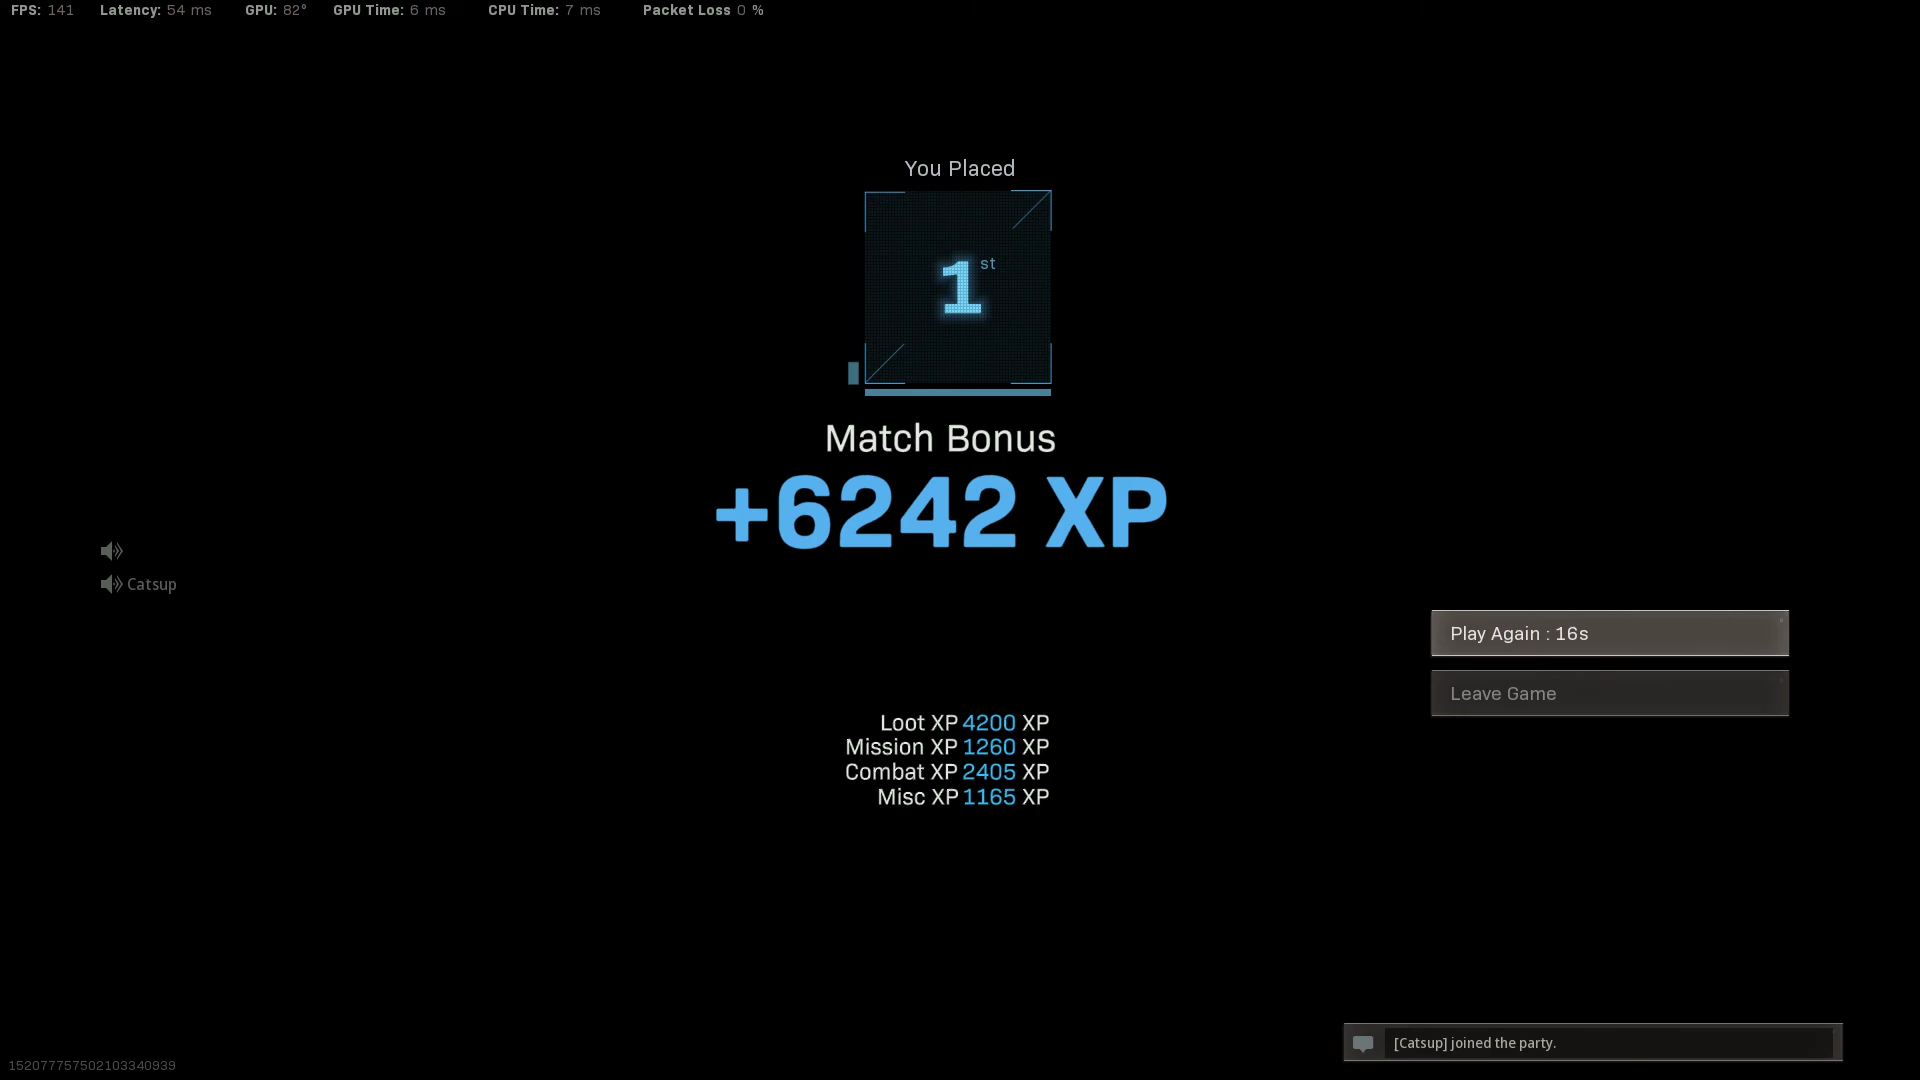 FPS: 141 Latency: 54 ms GPU: 82° GPU Time: 6 ms CPU Time: 7 ms Packet Loss 0 %
You Placed
1st
Match Bonus
+6242 XP
Catsup
Play Again : 16s
Leave Game
Loot XP 4200 XP
Mission XP 1260 XP
Combat XP 2405 XP
Misc XP 1165 XP
[Catsup] joined the party.
152077757502103340939